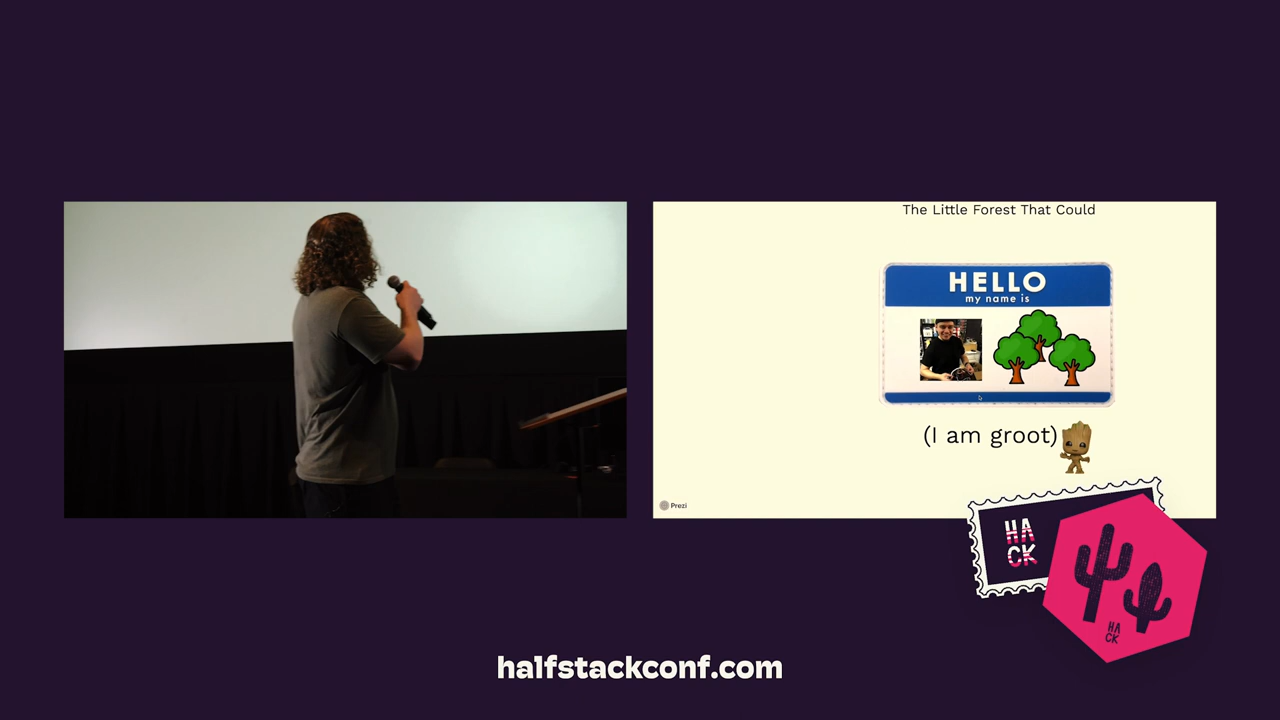 The Little Forest That Could
HELLO
my name is
(I am groot)
Prezi
HA
CK
HA
CK
halfstackconf.com